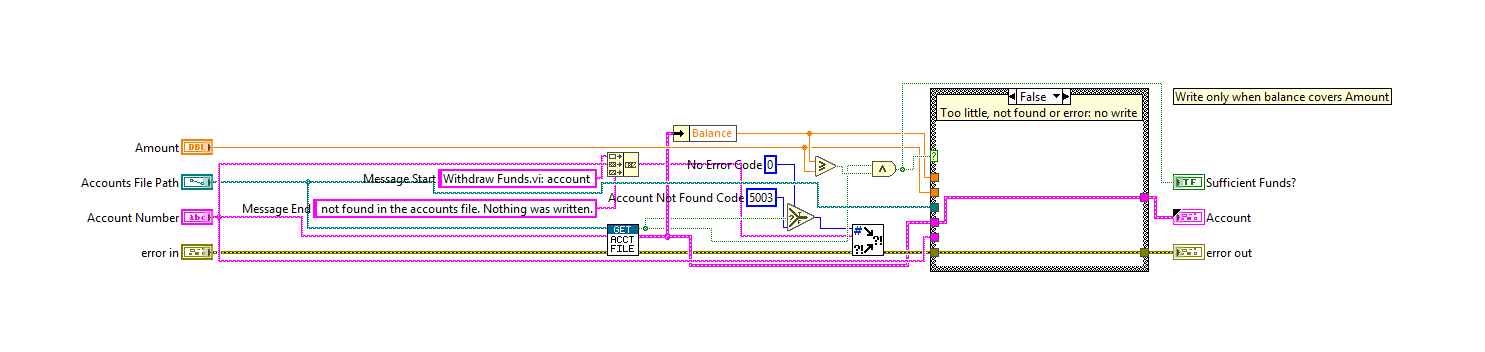 False
Write only when balance covers Amount
Too little, not found or error: no write
Balance
Amount
DBL
No Error Code 0
?
Accounts File Path
Message Start Withdraw Funds.vi: account
TF
Sufficient Funds?
Account Not Found Code 5003
Message End not found in the accounts file. Nothing was written.
Account Number
abc
Account
GET
ACCT
FILE
?
#
?!
?!
error in
error out